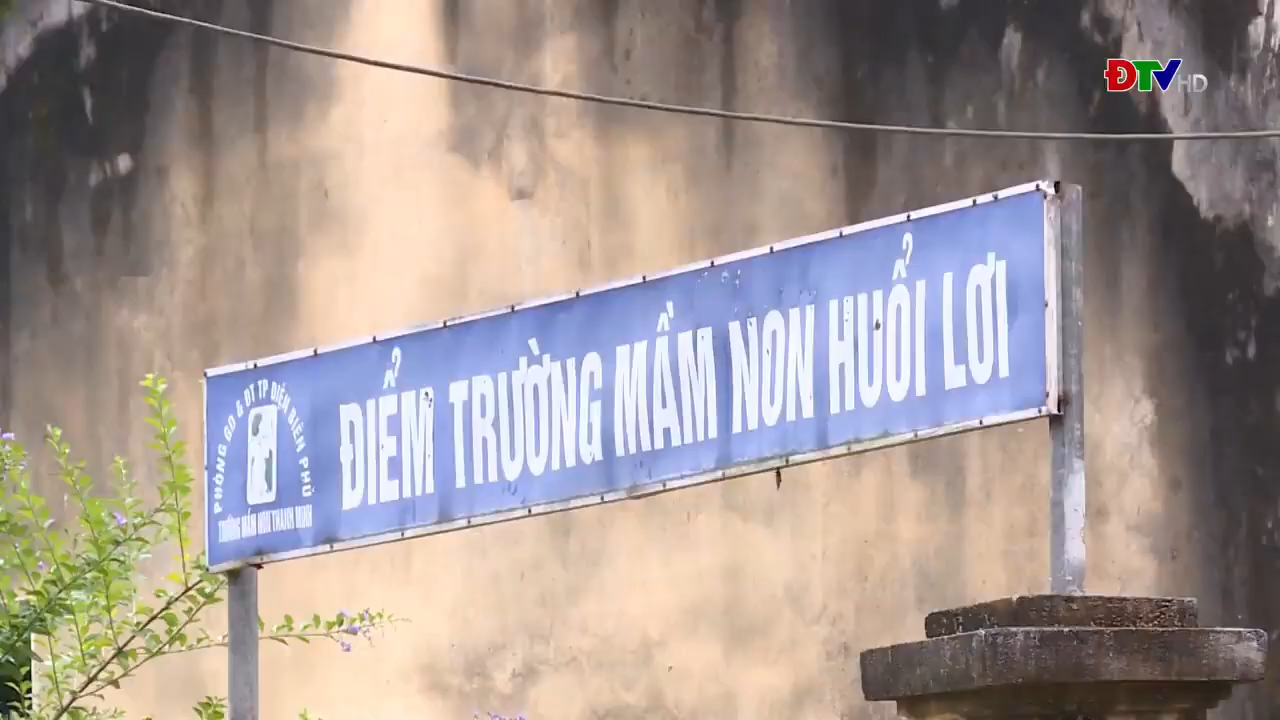 ĐTV HD
PHÒNG GD & ĐT TP ĐIỆN BIÊN PHỦ
TRƯỜNG MẦM NON THANH MINH
ĐIỂM TRƯỜNG MẦM NON HUỔI LƠI